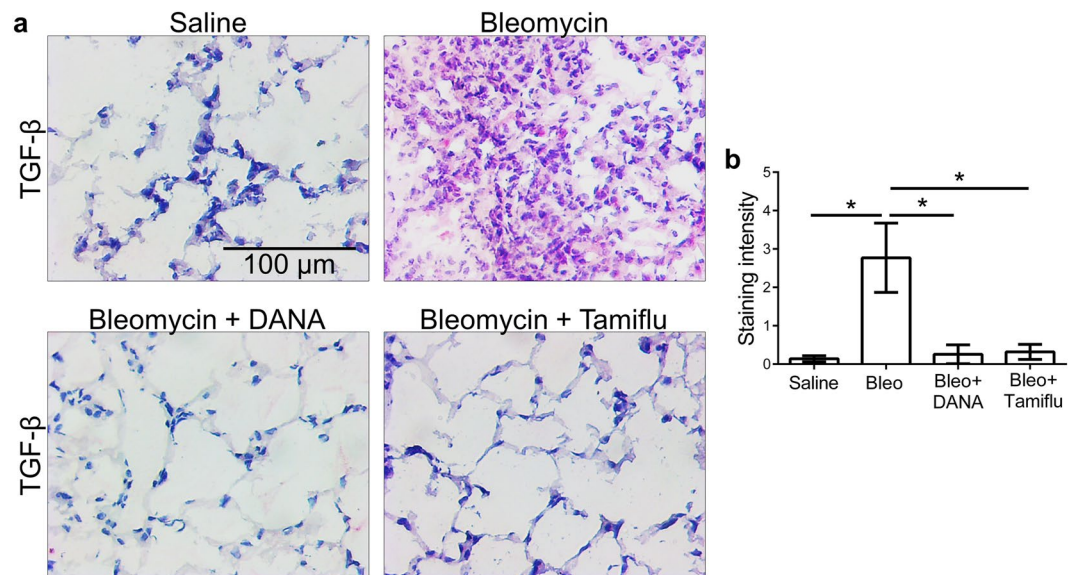 a
Saline
Bleomycin
TGF-β
100 µm
Bleomycin + DANA
Bleomycin + Tamiflu
TGF-β
b
Staining intensity
5
4
3
2
1
0
*
*
*
Saline
Bleo
Bleo+
DANA
Bleo+
Tamiflu